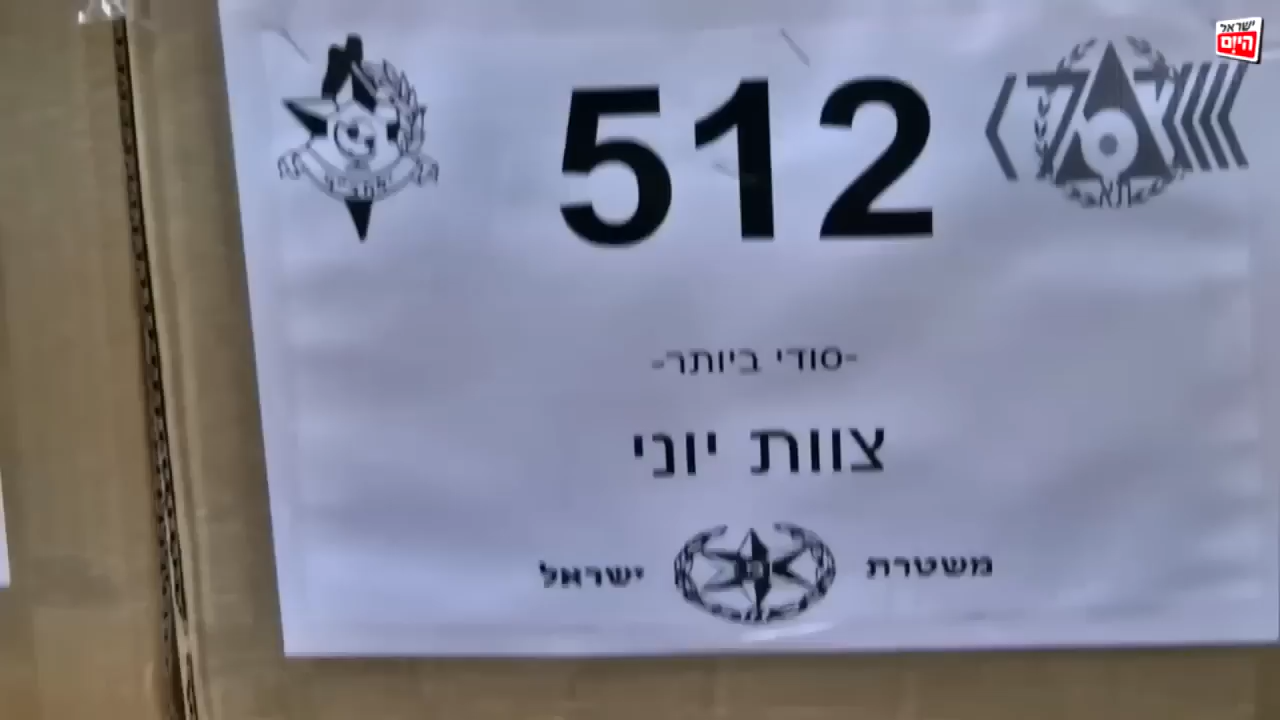 ישראל
היום
512
-סודי ביותר-
צוות יוני
משטרת ישראל